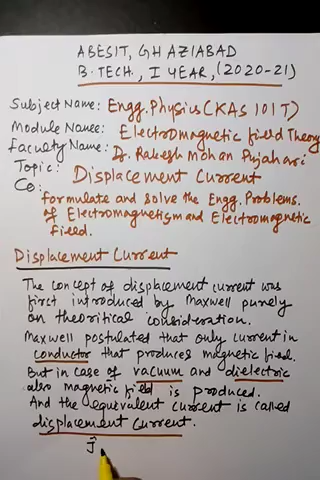 ABESIT, GHAZIABAD
B.TECH., I YEAR, (2020-21)
Subject Name: Engg. Physics (KAS 101T)
Module Name: Electromagnetic field Theory
Faculty Name: Dr. Rakesh Mohan Pujahari
Topic: Displacement Current
CO: formulate and solve the Engg. Problems
of Electromagnetism and Electromagnetic
field.
Displacement Current
The concept of displacement current was
first introduced by Maxwell purely
on theoritical consideration.
Maxwell postulated that only current in
conductor that produces magnetic field.
But in case of vacuum and dielectric
also magnetic field is produced.
And the equivalent current is called
displacement current.
J